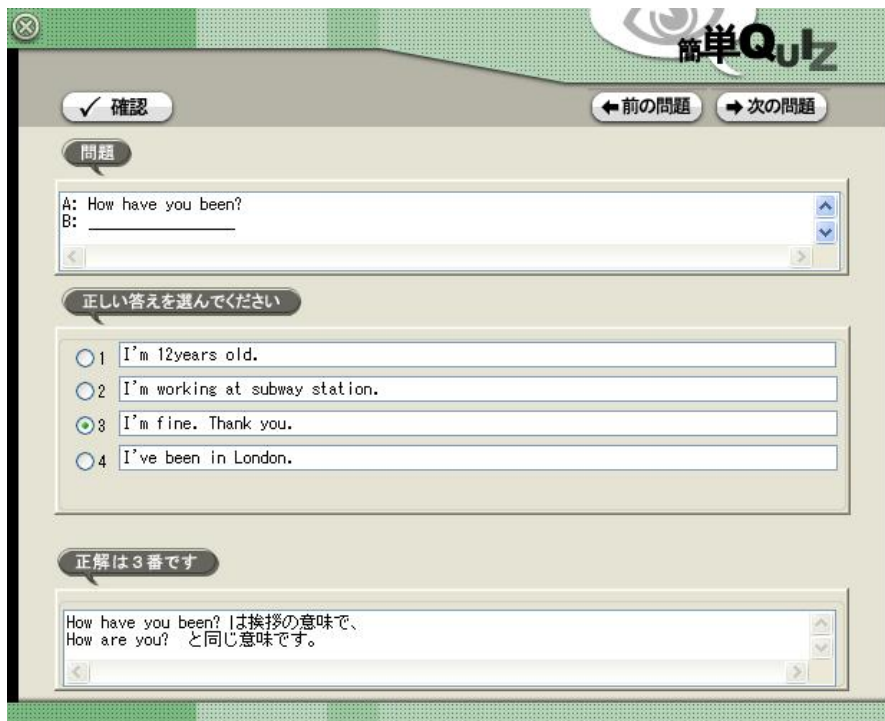 簡単QuIz
✓ 確認
←前の問題
→次の問題
問題
A: How have you been?
B: _________________
正しい答えを選んでください
1 I'm 12years old.
2 I'm working at subway station.
3 I'm fine. Thank you.
4 I've been in London.
正解は3番です
How have you been? は挨拶の意味で、
How are you?　と同じ意味です。